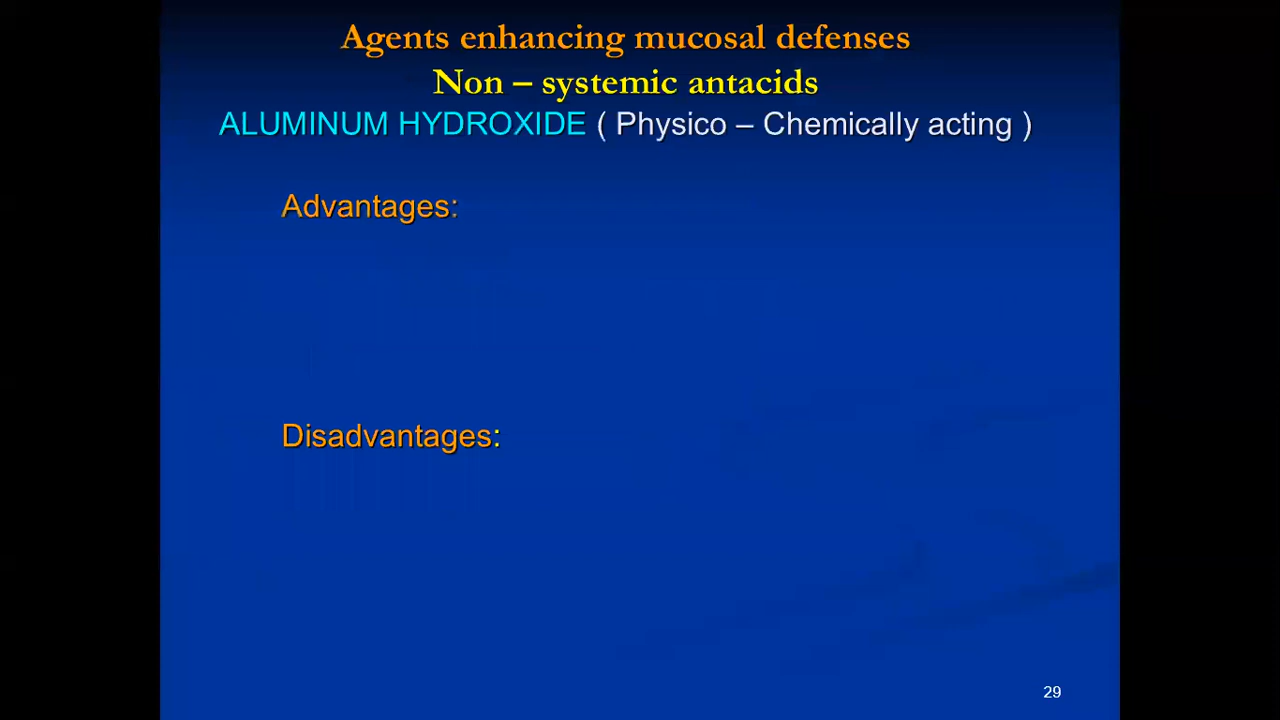 Agents enhancing mucosal defenses
Non – systemic antacids
ALUMINUM HYDROXIDE ( Physico – Chemically acting )
Advantages:
Disadvantages:
29